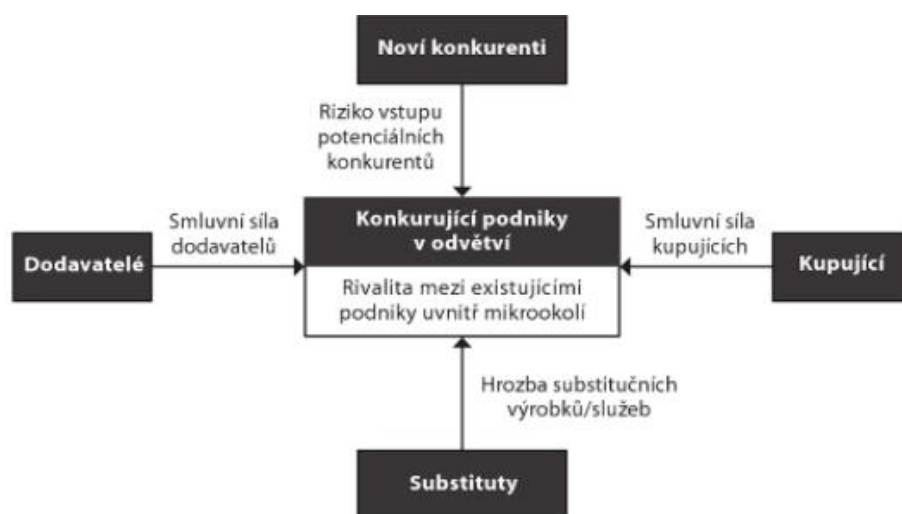 Noví konkurenti
Riziko vstupu
potenciálních
konkurentů
Smluvní síla
dodavatelů
Dodavatelé
Konkurující podniky
v odvětví
Rivalita mezi existujícími
podniky uvnitř mikrookolí
Smluvní síla
kupujících
Kupující
Hrozba substitučních
výrobků/služeb
Substituty